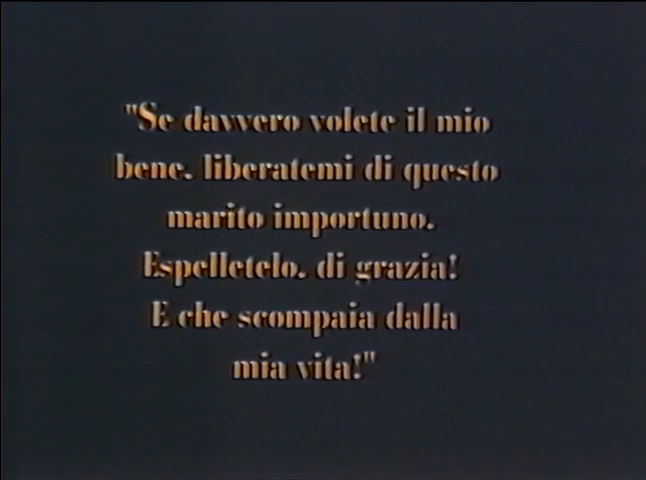 "Se davvero volete il mio
bene, liberatemi di questo
marito importuno.
Espelletelo, di grazia!
E che scompaia dalla
mia vita!"